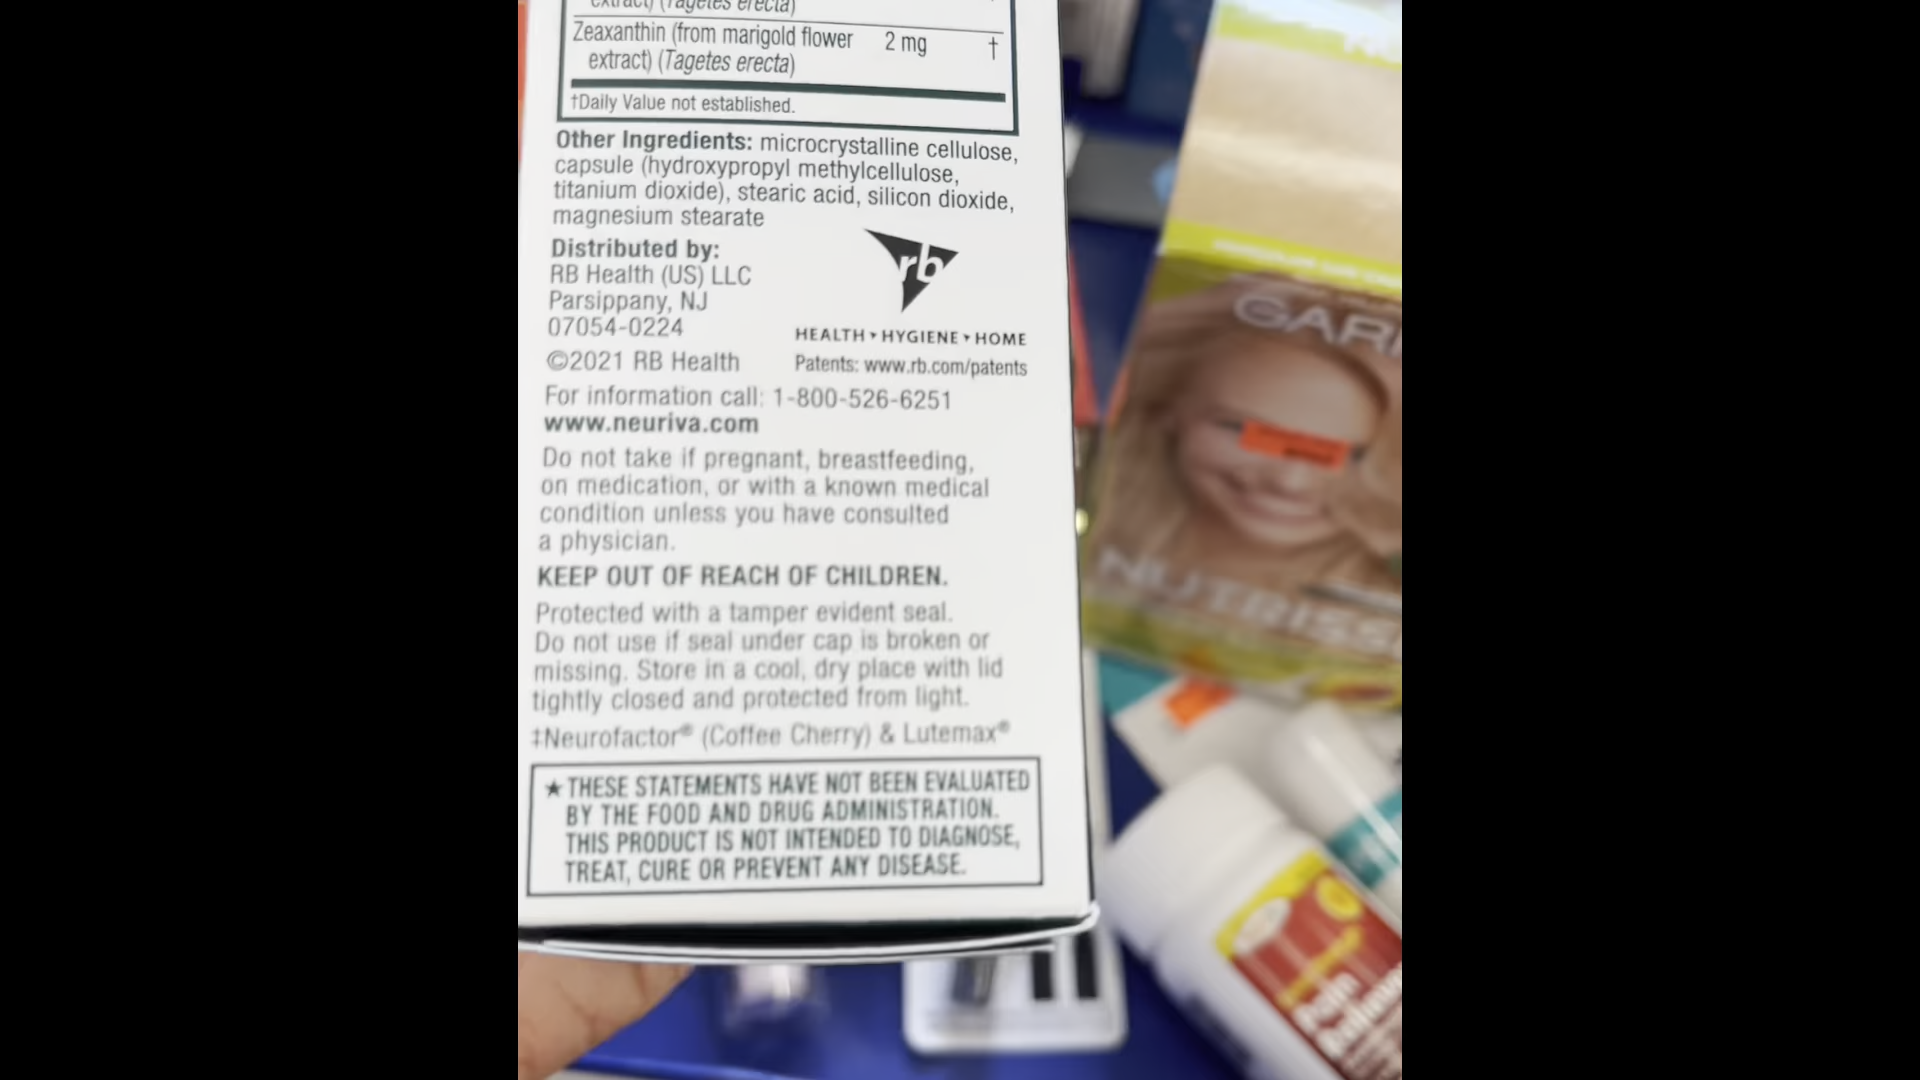 extract) (Tagetes erecta)
Zeaxanthin (from marigold flower 2 mg †
extract) (Tagetes erecta)
†Daily Value not established.
Other Ingredients: microcrystalline cellulose,
capsule (hydroxypropyl methylcellulose,
titanium dioxide), stearic acid, silicon dioxide,
magnesium stearate
Distributed by:
RB Health (US) LLC
Parsippany, NJ
07054-0224
©2021 RB Health
rb
HEALTH ▾ HYGIENE ▾ HOME
Patents: www.rb.com/patents
For information call: 1-800-526-6251
www.neuriva.com
Do not take if pregnant, breastfeeding,
on medication, or with a known medical
condition unless you have consulted
a physician.
KEEP OUT OF REACH OF CHILDREN.
Protected with a tamper evident seal.
Do not use if seal under cap is broken or
missing. Store in a cool, dry place with lid
tightly closed and protected from light.
‡Neurofactor® (Coffee Cherry) & Lutemax®
★ THESE STATEMENTS HAVE NOT BEEN EVALUATED
BY THE FOOD AND DRUG ADMINISTRATION.
THIS PRODUCT IS NOT INTENDED TO DIAGNOSE,
TREAT, CURE OR PREVENT ANY DISEASE.
GARN
NUTRISS
Pain